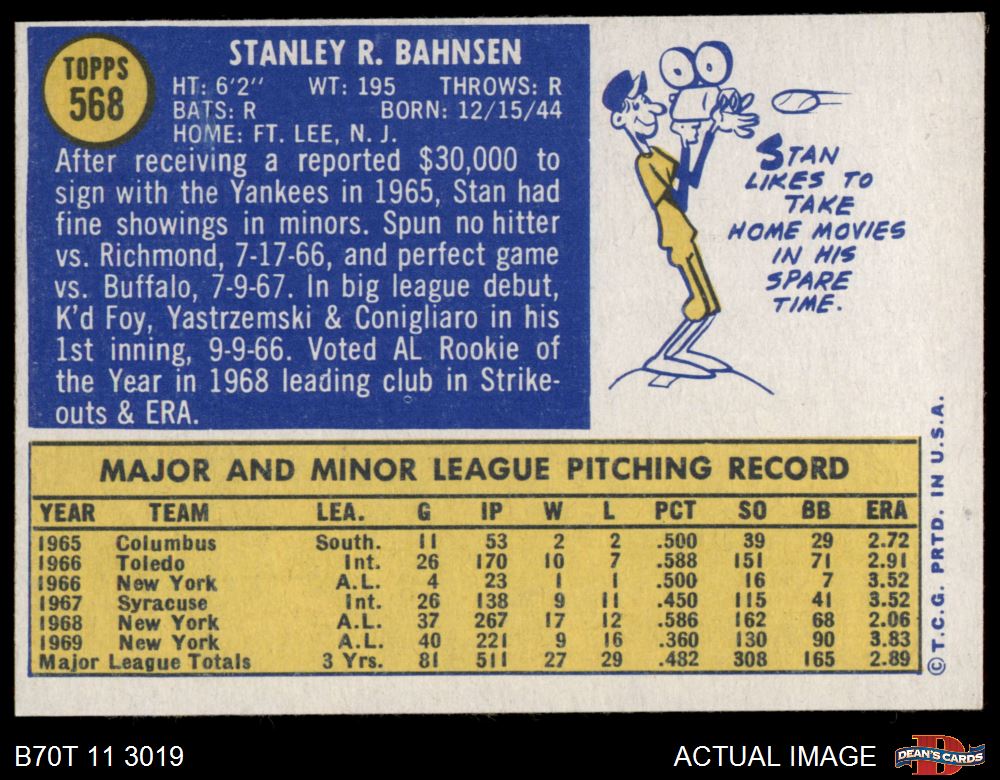 TOPPS
568
STANLEY R. BAHNSEN
HT: 6'2" WT: 195 THROWS: R
BATS: R BORN: 12/15/44
HOME: FT. LEE, N. J.
After receiving a reported $30,000 to
sign with the Yankees in 1965, Stan had
fine showings in minors. Spun no hitter
vs. Richmond, 7-17-66, and perfect game
vs. Buffalo, 7-9-67. In big league debut,
K'd Foy, Yastrzemski & Conigliaro in his
1st inning, 9-9-66. Voted AL Rookie of
the Year in 1968 leading club in Strike-
outs & ERA.
STAN
LIKES TO
TAKE
HOME MOVIES
IN HIS
SPARE
TIME.
MAJOR AND MINOR LEAGUE PITCHING RECORD
YEAR TEAM LEA. G IP W L PCT SO BB ERA
1965 Columbus South. 11 53 2 2 .500 39 29 2.72
1966 Toledo Int. 26 170 10 7 .588 151 71 2.91
1966 New York A.L. 4 23 1 1 .500 16 7 3.52
1967 Syracuse Int. 26 138 9 11 .450 115 41 3.52
1968 New York A.L. 37 267 17 12 .586 162 68 2.06
1969 New York A.L. 40 221 9 16 .360 130 90 3.83
Major League Totals 3 Yrs. 81 511 27 29 .482 308 165 2.89
© T.C.G. PRTD. IN U.S.A.
B70T 11 3019
ACTUAL IMAGE
D
DEAN'S CARDS